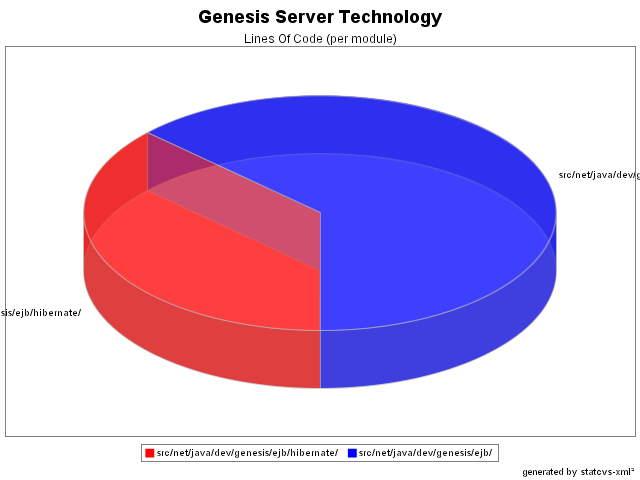 Genesis Server Technology
Lines Of Code (per module)
src/net/java/dev/g
sis/ejb/hibernate/
src/net/java/dev/genesis/ejb/hibernate/ src/net/java/dev/genesis/ejb/
generated by statcvs-xml²